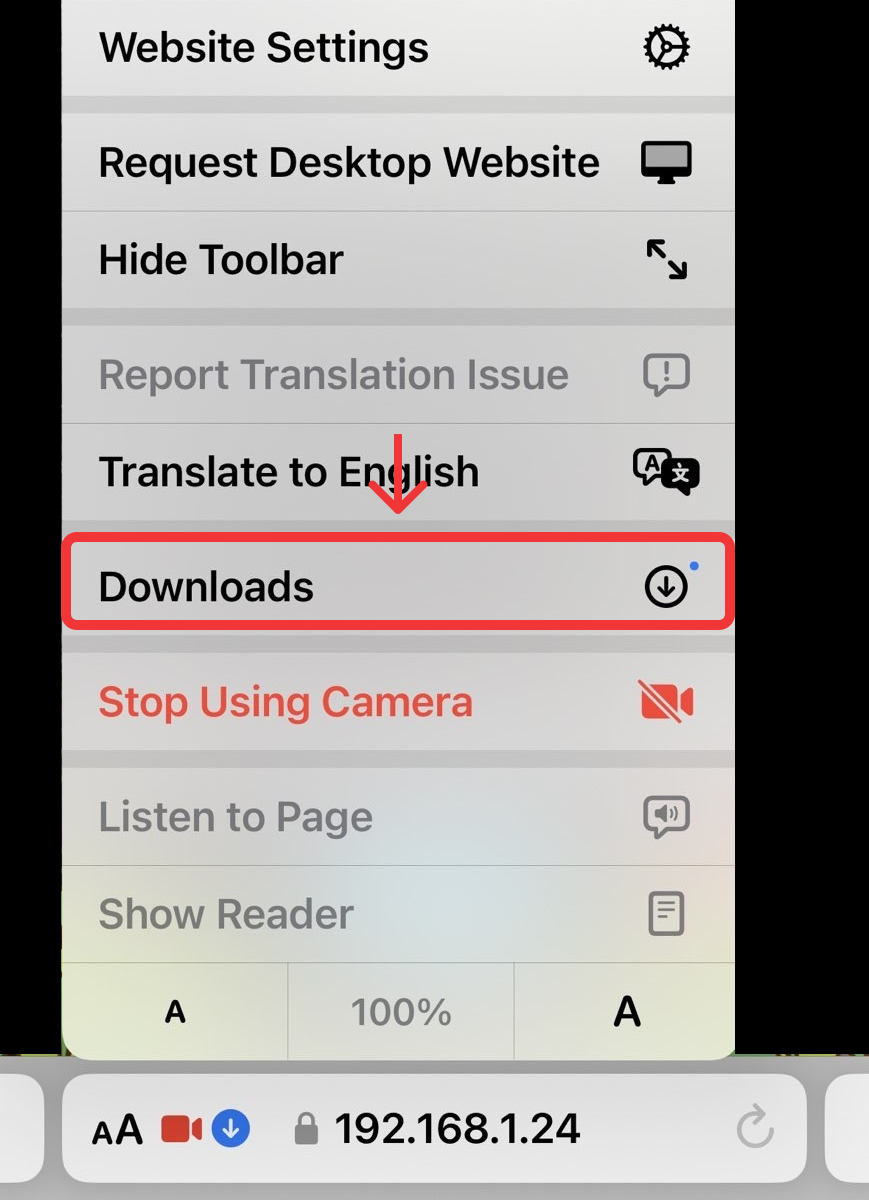 Website Settings
Request Desktop Website
Hide Toolbar
Report Translation Issue
Translate to English
Downloads
Stop Using Camera
Listen to Page
Show Reader
A 100% A
AA 192.168.1.24